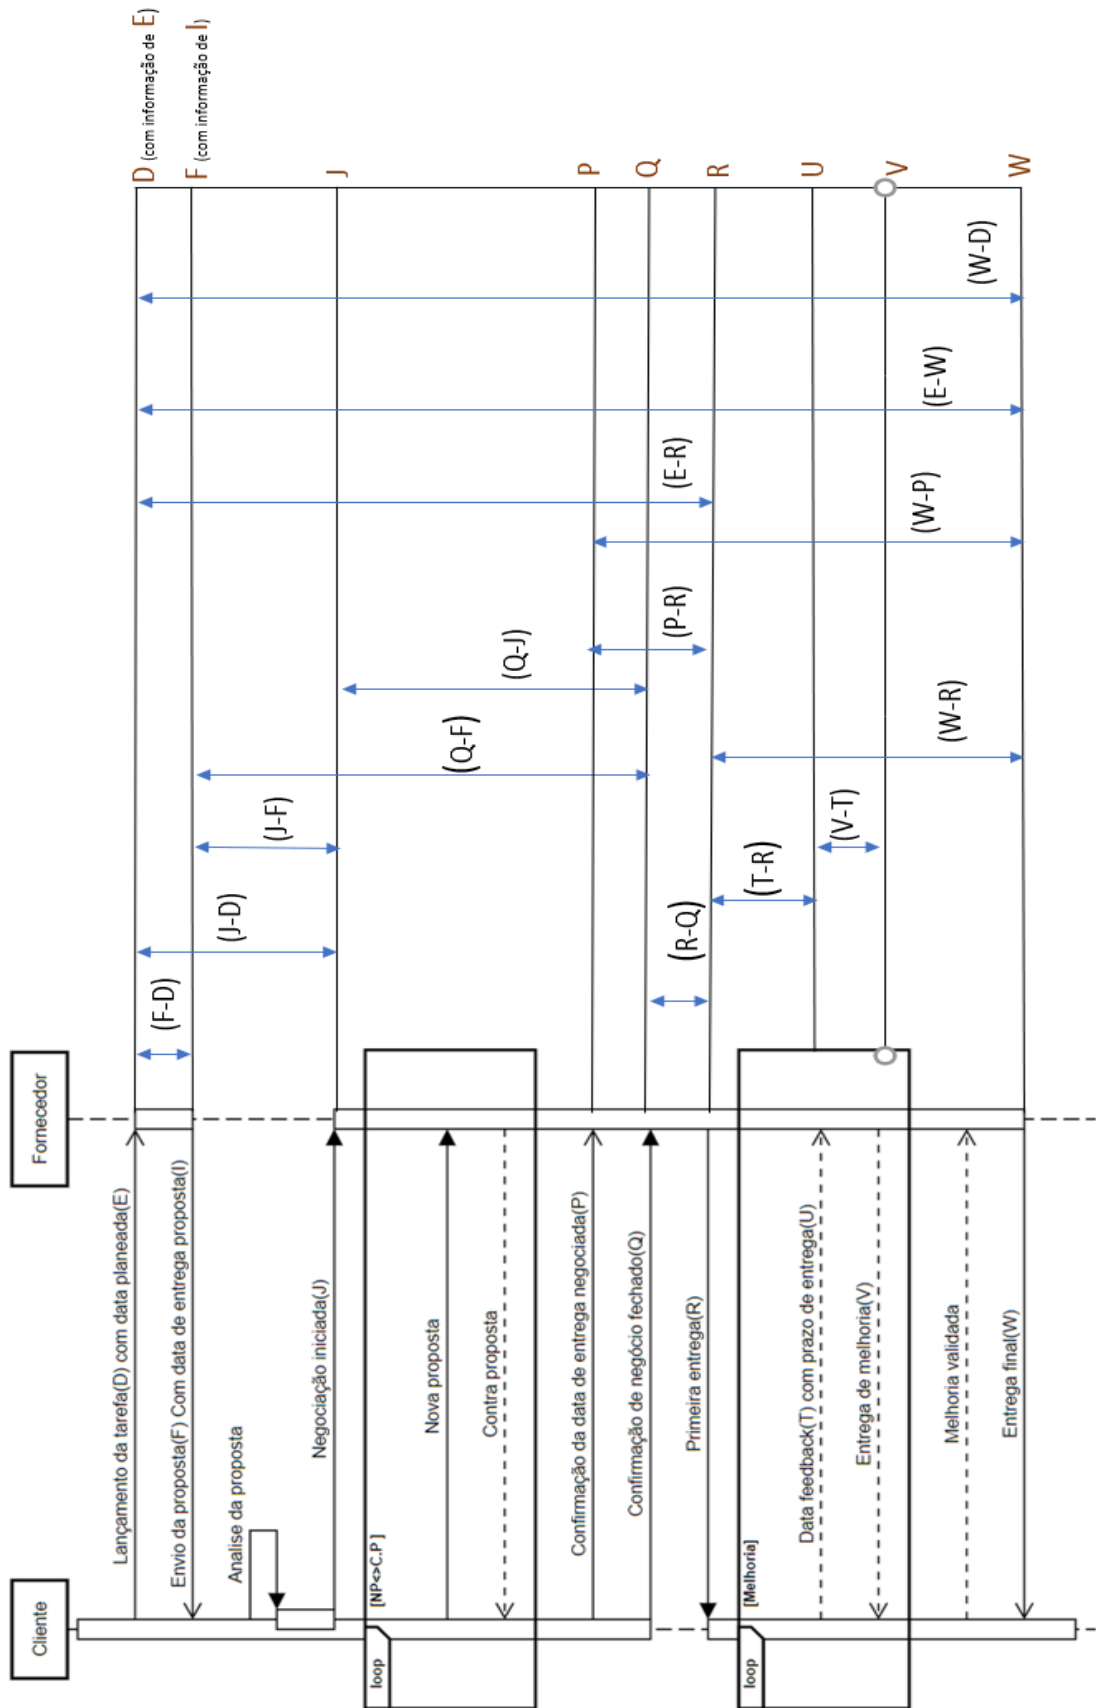 Cliente
Fornecedor
Lançamento da tarefa(D) com data planeada(E)
Envio da proposta(F) Com data de entrega proposta(I)
Analise da proposta
Negociação iniciada(J)
loop
[NP<>C.P ]
Nova proposta
Contra proposta
Confirmação da data de entrega negociada(P)
Confirmação de negócio fechado(Q)
Primeira entrega(R)
loop
[Melhoria]
Data feedback(T) com prazo de entrega(U)
Entrega de melhoria(V)
Melhoria validada
Entrega final(W)
(F-D)
(J-D)
(J-F)
(Q-F)
(Q-J)
(R-Q)
(T-R)
(V-T)
(W-R)
(P-R)
(W-P)
(E-R)
(E-W)
(W-D)
D (com informação de E)
F (com informação de I)
J
P
Q
R
U
V
W